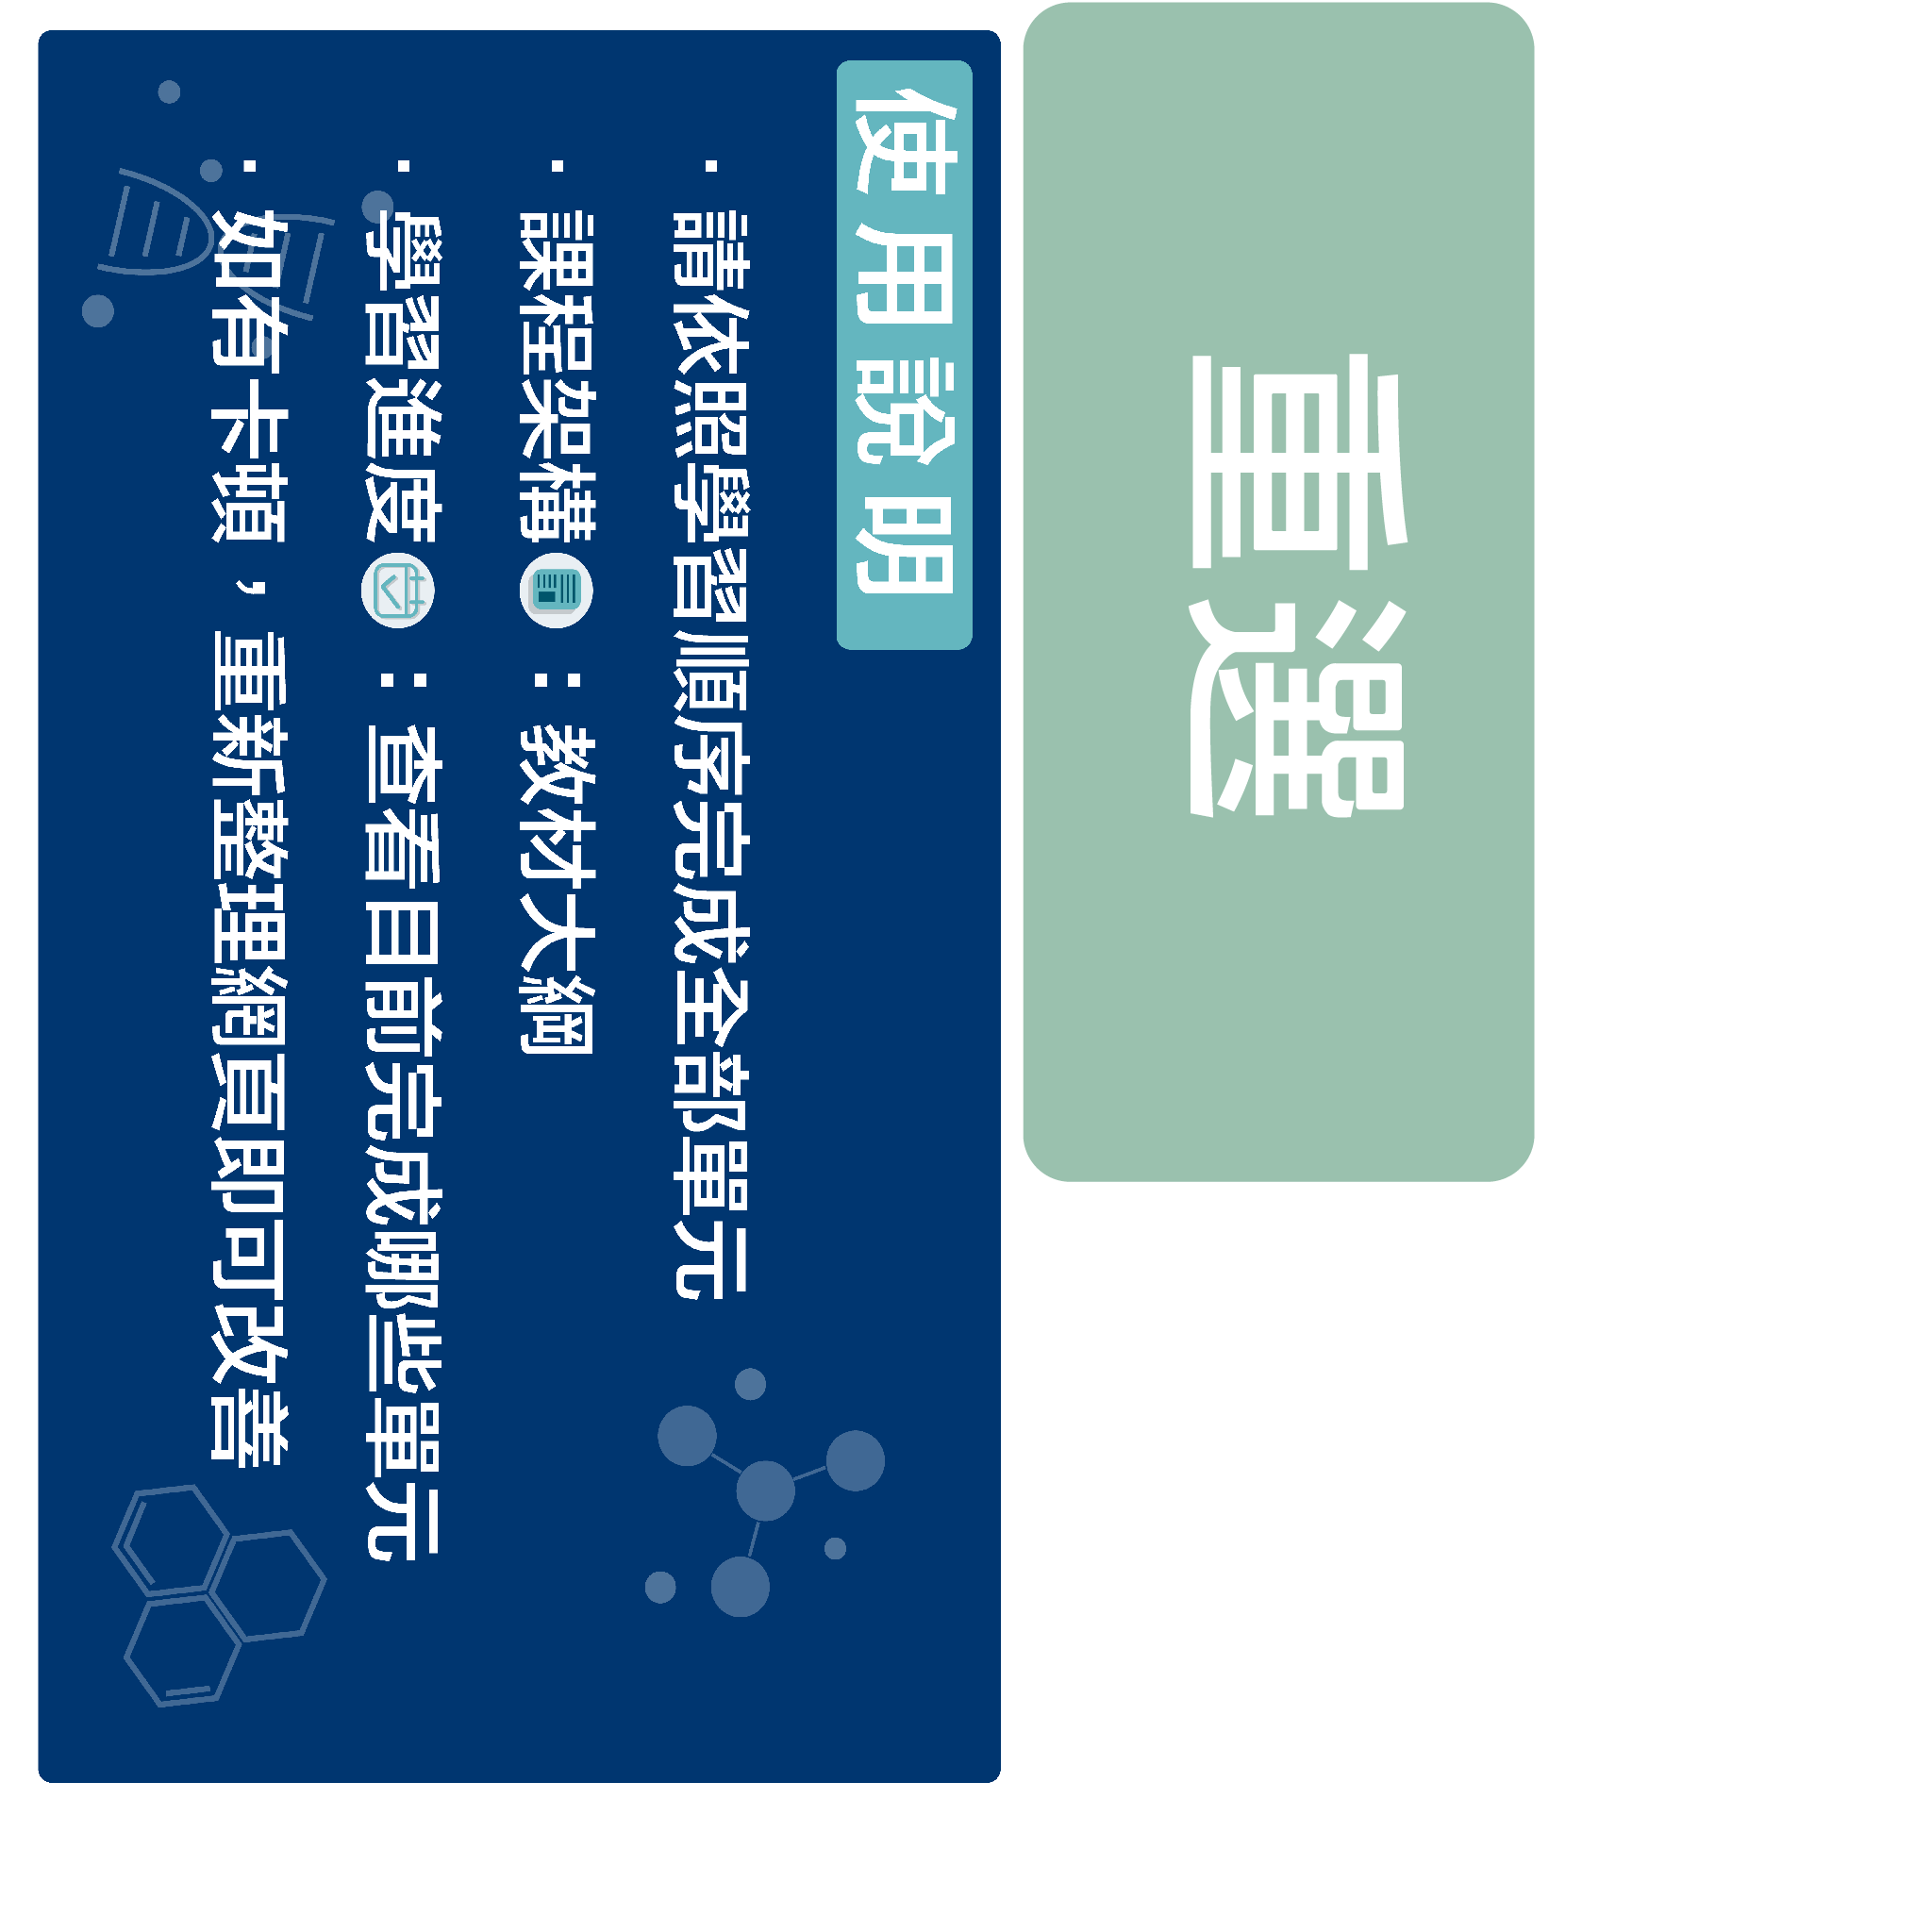 重選
使用說明
· 請依照學習順序完成全部單元
· 課程架構：教材大綱
· 學習進度：查看目前完成哪些單元
· 如有卡頓，重新整理網頁即可改善